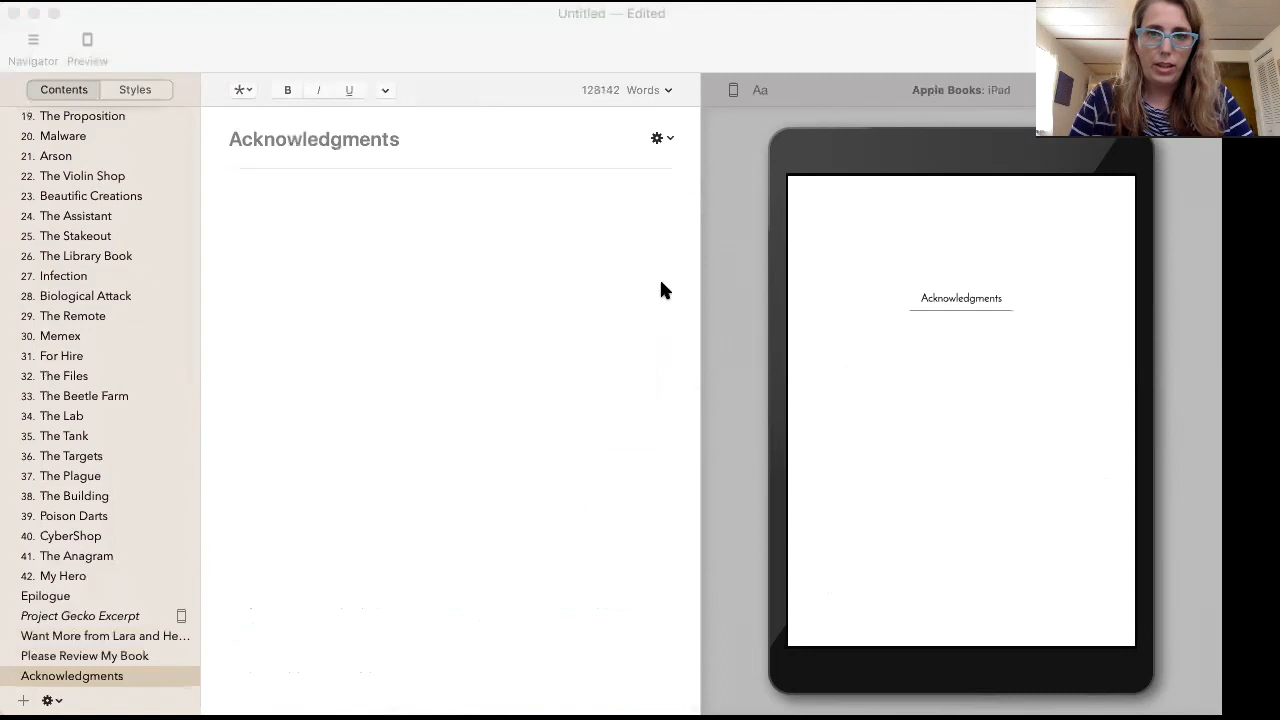 Untitled — Edited
Navigator Preview
Contents Styles
B I U
128142 Words
Aa
Apple Books: iPad
19. The Proposition
20. Malware
21. Arson
22. The Violin Shop
23. Beautific Creations
24. The Assistant
25. The Stakeout
26. The Library Book
27. Infection
28. Biological Attack
29. The Remote
30. Memex
31. For Hire
32. The Files
33. The Beetle Farm
34. The Lab
35. The Tank
36. The Targets
37. The Plague
38. The Building
39. Poison Darts
40. CyberShop
41. The Anagram
42. My Hero
Epilogue
Project Gecko Excerpt
Want More from Lara and He...
Please Review My Book
Acknowledgments
Acknowledgments
Acknowledgments